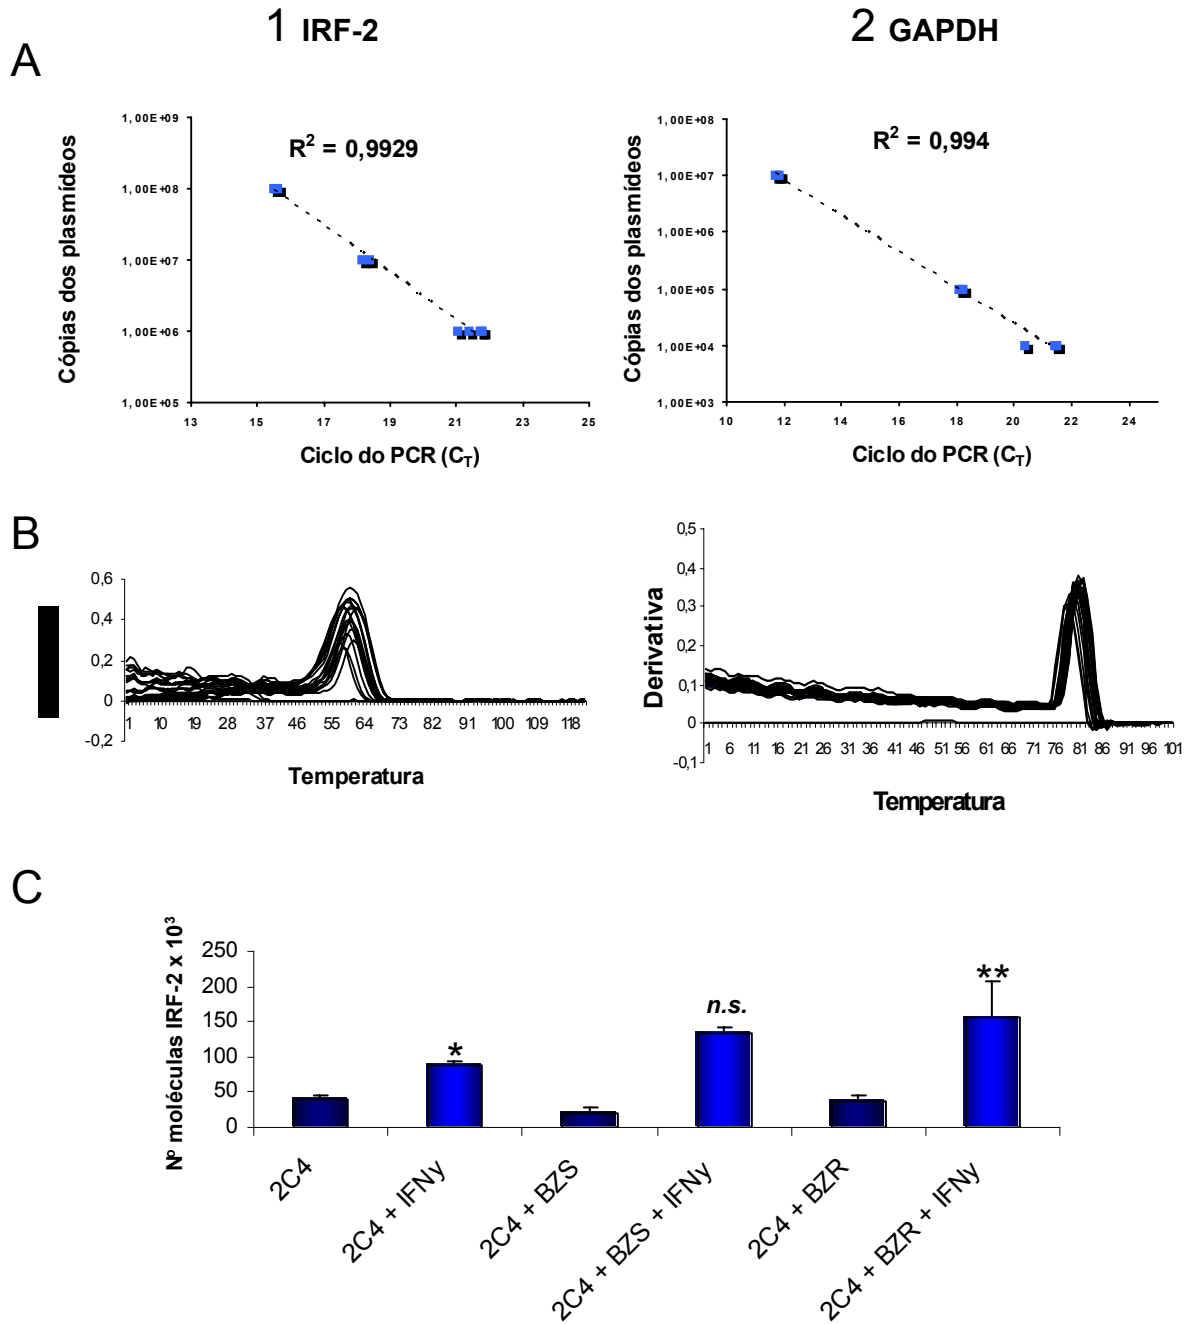 1 IRF-2
2 GAPDH
A
Cópias dos plasmídeos
1,00E+09
1,00E+08
1,00E+07
1,00E+06
1,00E+05
R² = 0,9929
13 15 17 19 21 23 25
Ciclo do PCR (CT)
Cópias dos plasmídeos
1,00E+08
1,00E+07
1,00E+06
1,00E+05
1,00E+04
1,00E+03
R² = 0,994
10 12 14 16 18 20 22 24
Ciclo do PCR (CT)
B
0,6
0,4
0,2
0
-0,2
1 10 19 28 37 46 55 64 73 82 91 100 109 118
Temperatura
Derivativa
0,5
0,4
0,3
0,2
0,1
0
-0,1
1 6 11 16 21 26 31 36 41 46 51 56 61 66 71 76 81 86 91 96 101
Temperatura
C
Nº moléculas IRF-2 x 10³
250
200
150
100
50
0
*
n.s.
**
2C4
2C4 + IFNy
2C4 + BZS
2C4 + BZS + IFNy
2C4 + BZR
2C4 + BZR + IFNy